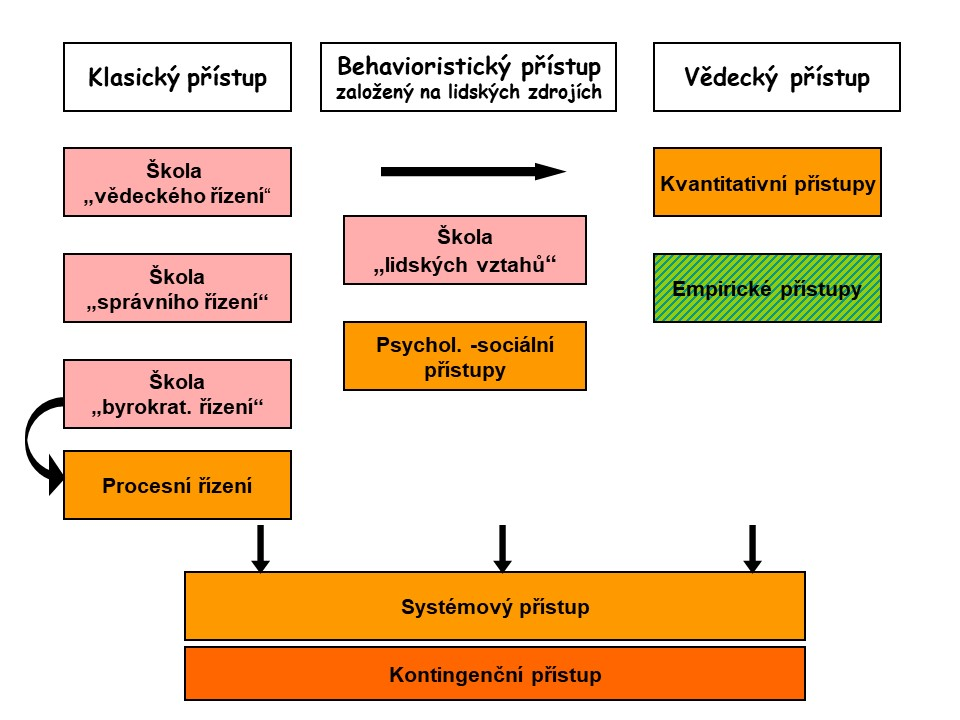 Klasický přístup
Behavioristický přístup
založený na lidských zdrojích
Vědecký přístup
Škola
„vědeckého řízení“
Škola
„správního řízení“
Škola
„byrokrat. řízení“
Procesní řízení
Škola
„lidských vztahů“
Psychol. -sociální
přístupy
Kvantitativní přístupy
Empirické přístupy
Systémový přístup
Kontingenční přístup